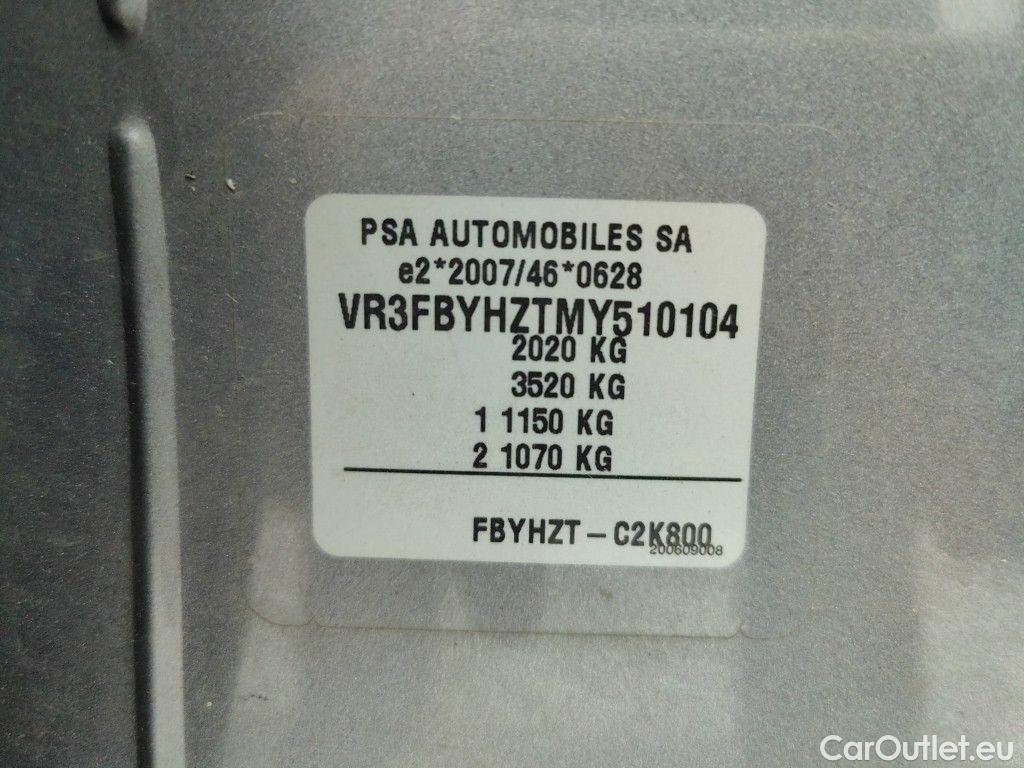 PSA AUTOMOBILES SA
e2*2007/46*0628
VR3FBYHZTMY510104
2020 KG
3520 KG
1 1150 KG
2 1070 KG
FBYHZT – C2K800
200609008
CarOutlet.eu